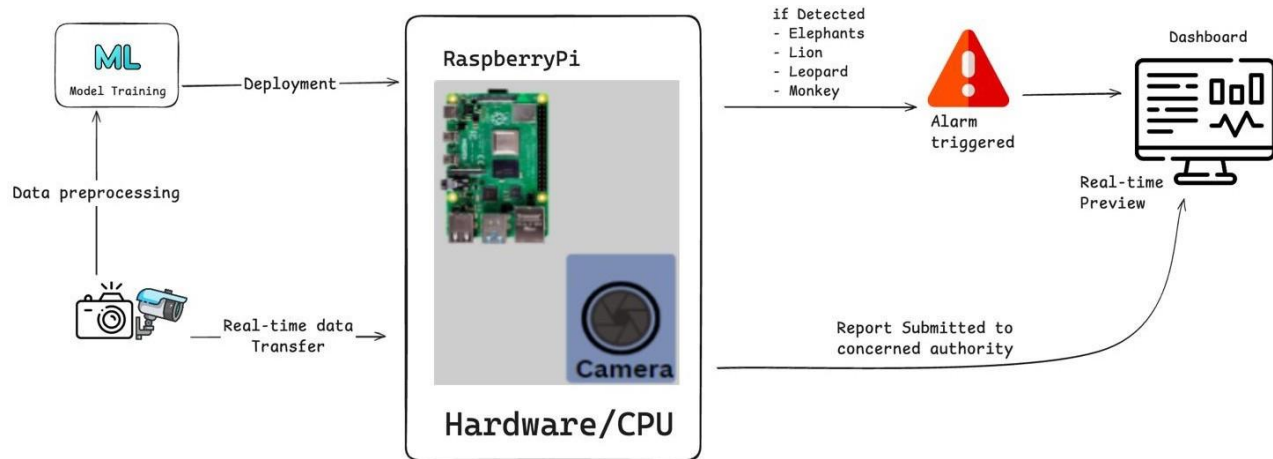 ML
Model Training
Deployment
Data preprocessing
Real-time data
Transfer
RaspberryPi
Camera
Hardware/CPU
if Detected
- Elephants
- Lion
- Leopard
- Monkey
Alarm
triggered
Dashboard
Real-time
Preview
Report Submitted to
concerned authority